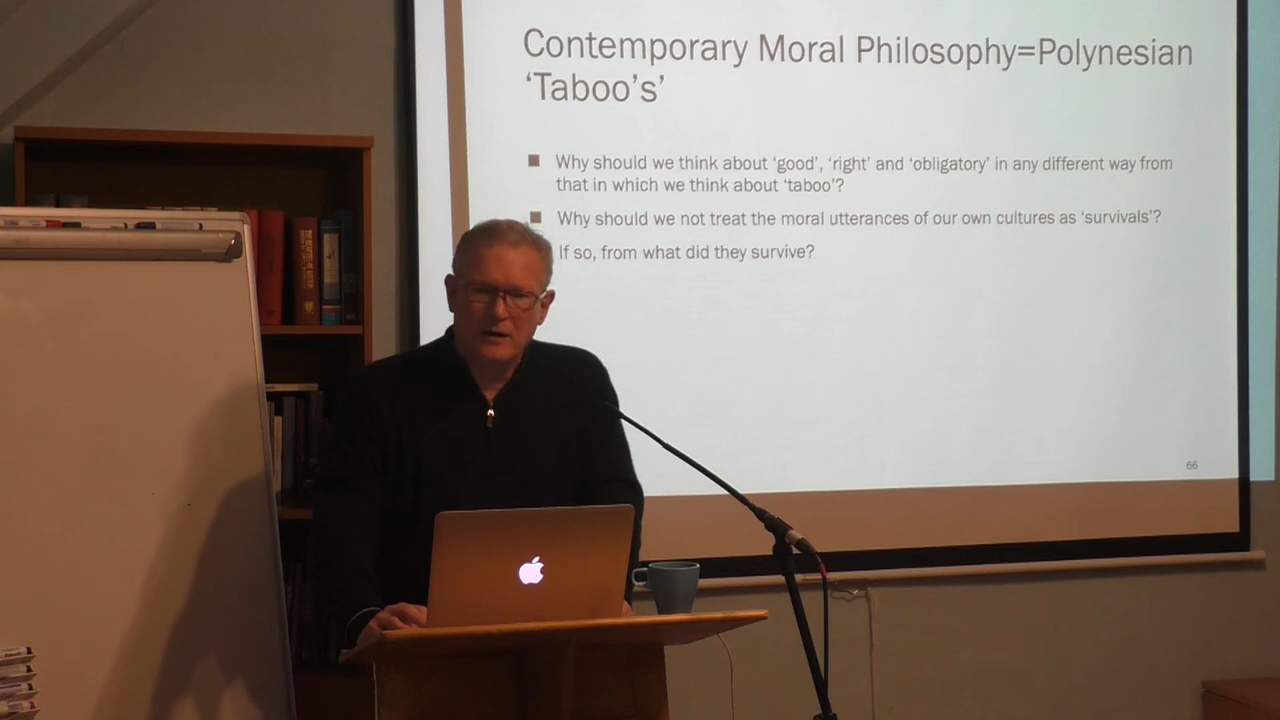 Contemporary Moral Philosophy=Polynesian
‘Taboo’s’
Why should we think about ‘good’, ‘right’ and ‘obligatory’ in any different way from
that in which we think about ‘taboo’?
Why should we not treat the moral utterances of our own cultures as ‘survivals’?
If so, from what did they survive?
66